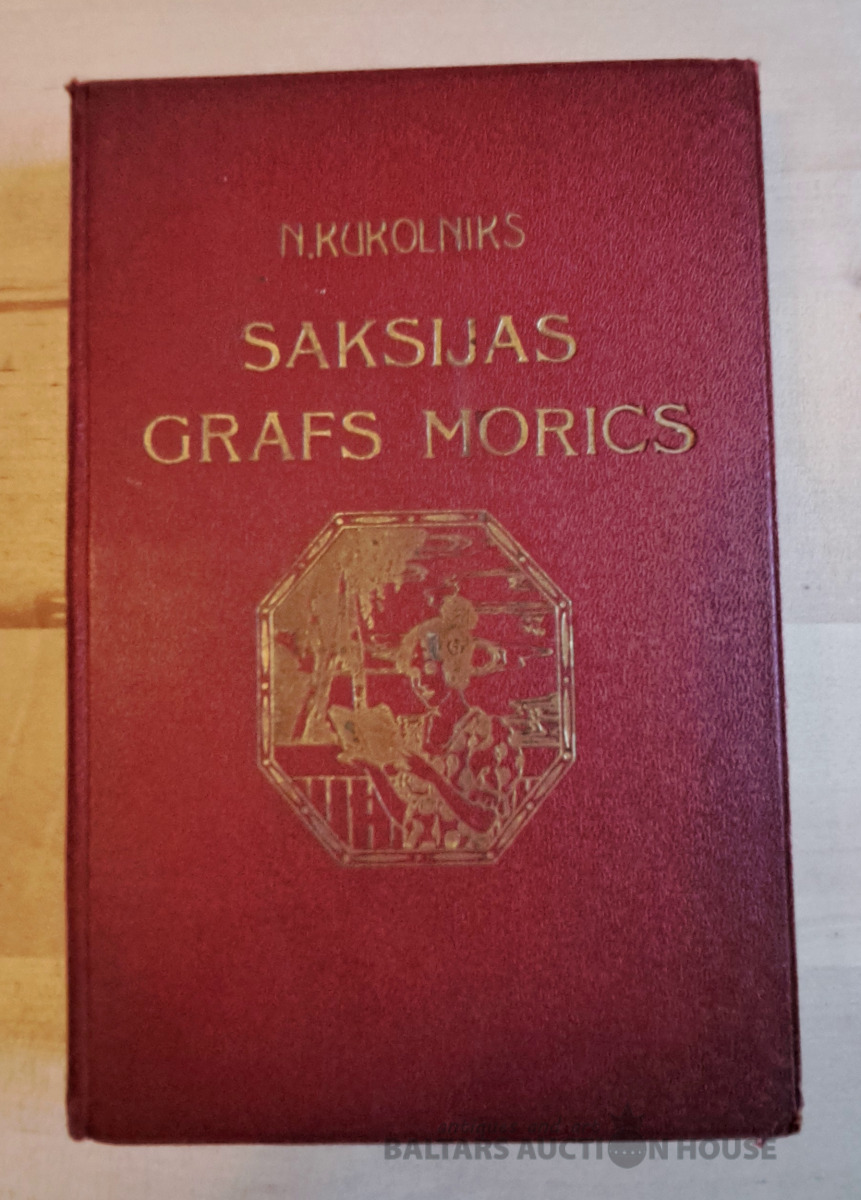 N. KUKOLNIKS
SAKSIJAS
GRAFS MORICS
BALTARS AUCTION HOUSE